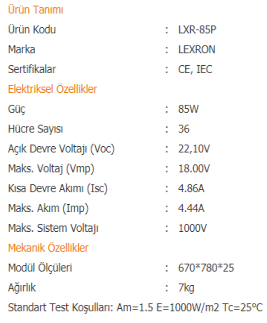 Ürün Tanımı
Ürün Kodu : LXR-85P
Marka : LEXRON
Sertifikalar : CE, IEC
Elektriksel Özellikler
Güç : 85W
Hücre Sayısı : 36
Açık Devre Voltajı (Voc) : 22,10V
Maks. Voltaj (Vmp) : 18.00V
Kısa Devre Akımı (Isc) : 4.86A
Maks. Akım (Imp) : 4.44A
Maks. Sistem Voltajı : 1000V
Mekanik Özellikler
Modül Ölçüleri : 670*780*25
Ağırlık : 7kg
Standart Test Koşulları: Am=1.5 E=1000W/m2 Tc=25°C